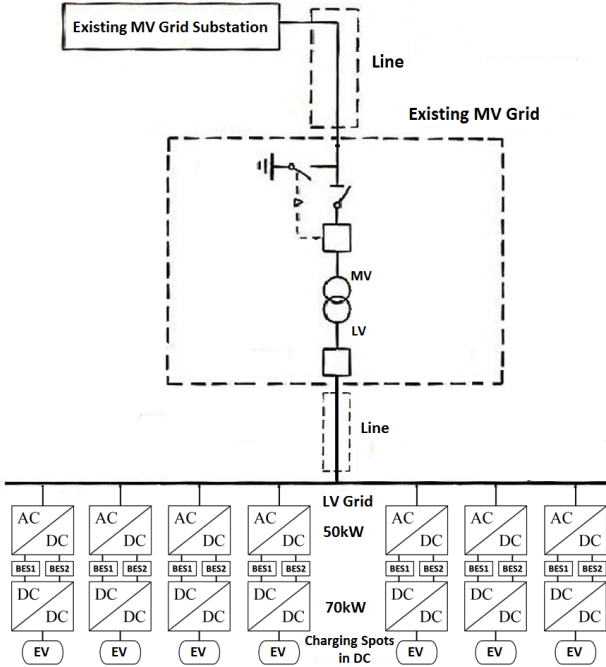 Existing MV Grid Substation
Line
Existing MV Grid
MV
LV
Line
LV Grid
AC DC AC DC AC DC AC DC 50kW AC DC AC DC AC DC
BES1 BES2 BES1 BES2 BES1 BES2 BES1 BES2 BES1 BES2 BES1 BES2 BES1 BES2
DC DC DC DC DC DC DC DC 70kW DC DC DC DC DC DC
EV EV EV EV Charging Spots EV EV EV
in DC